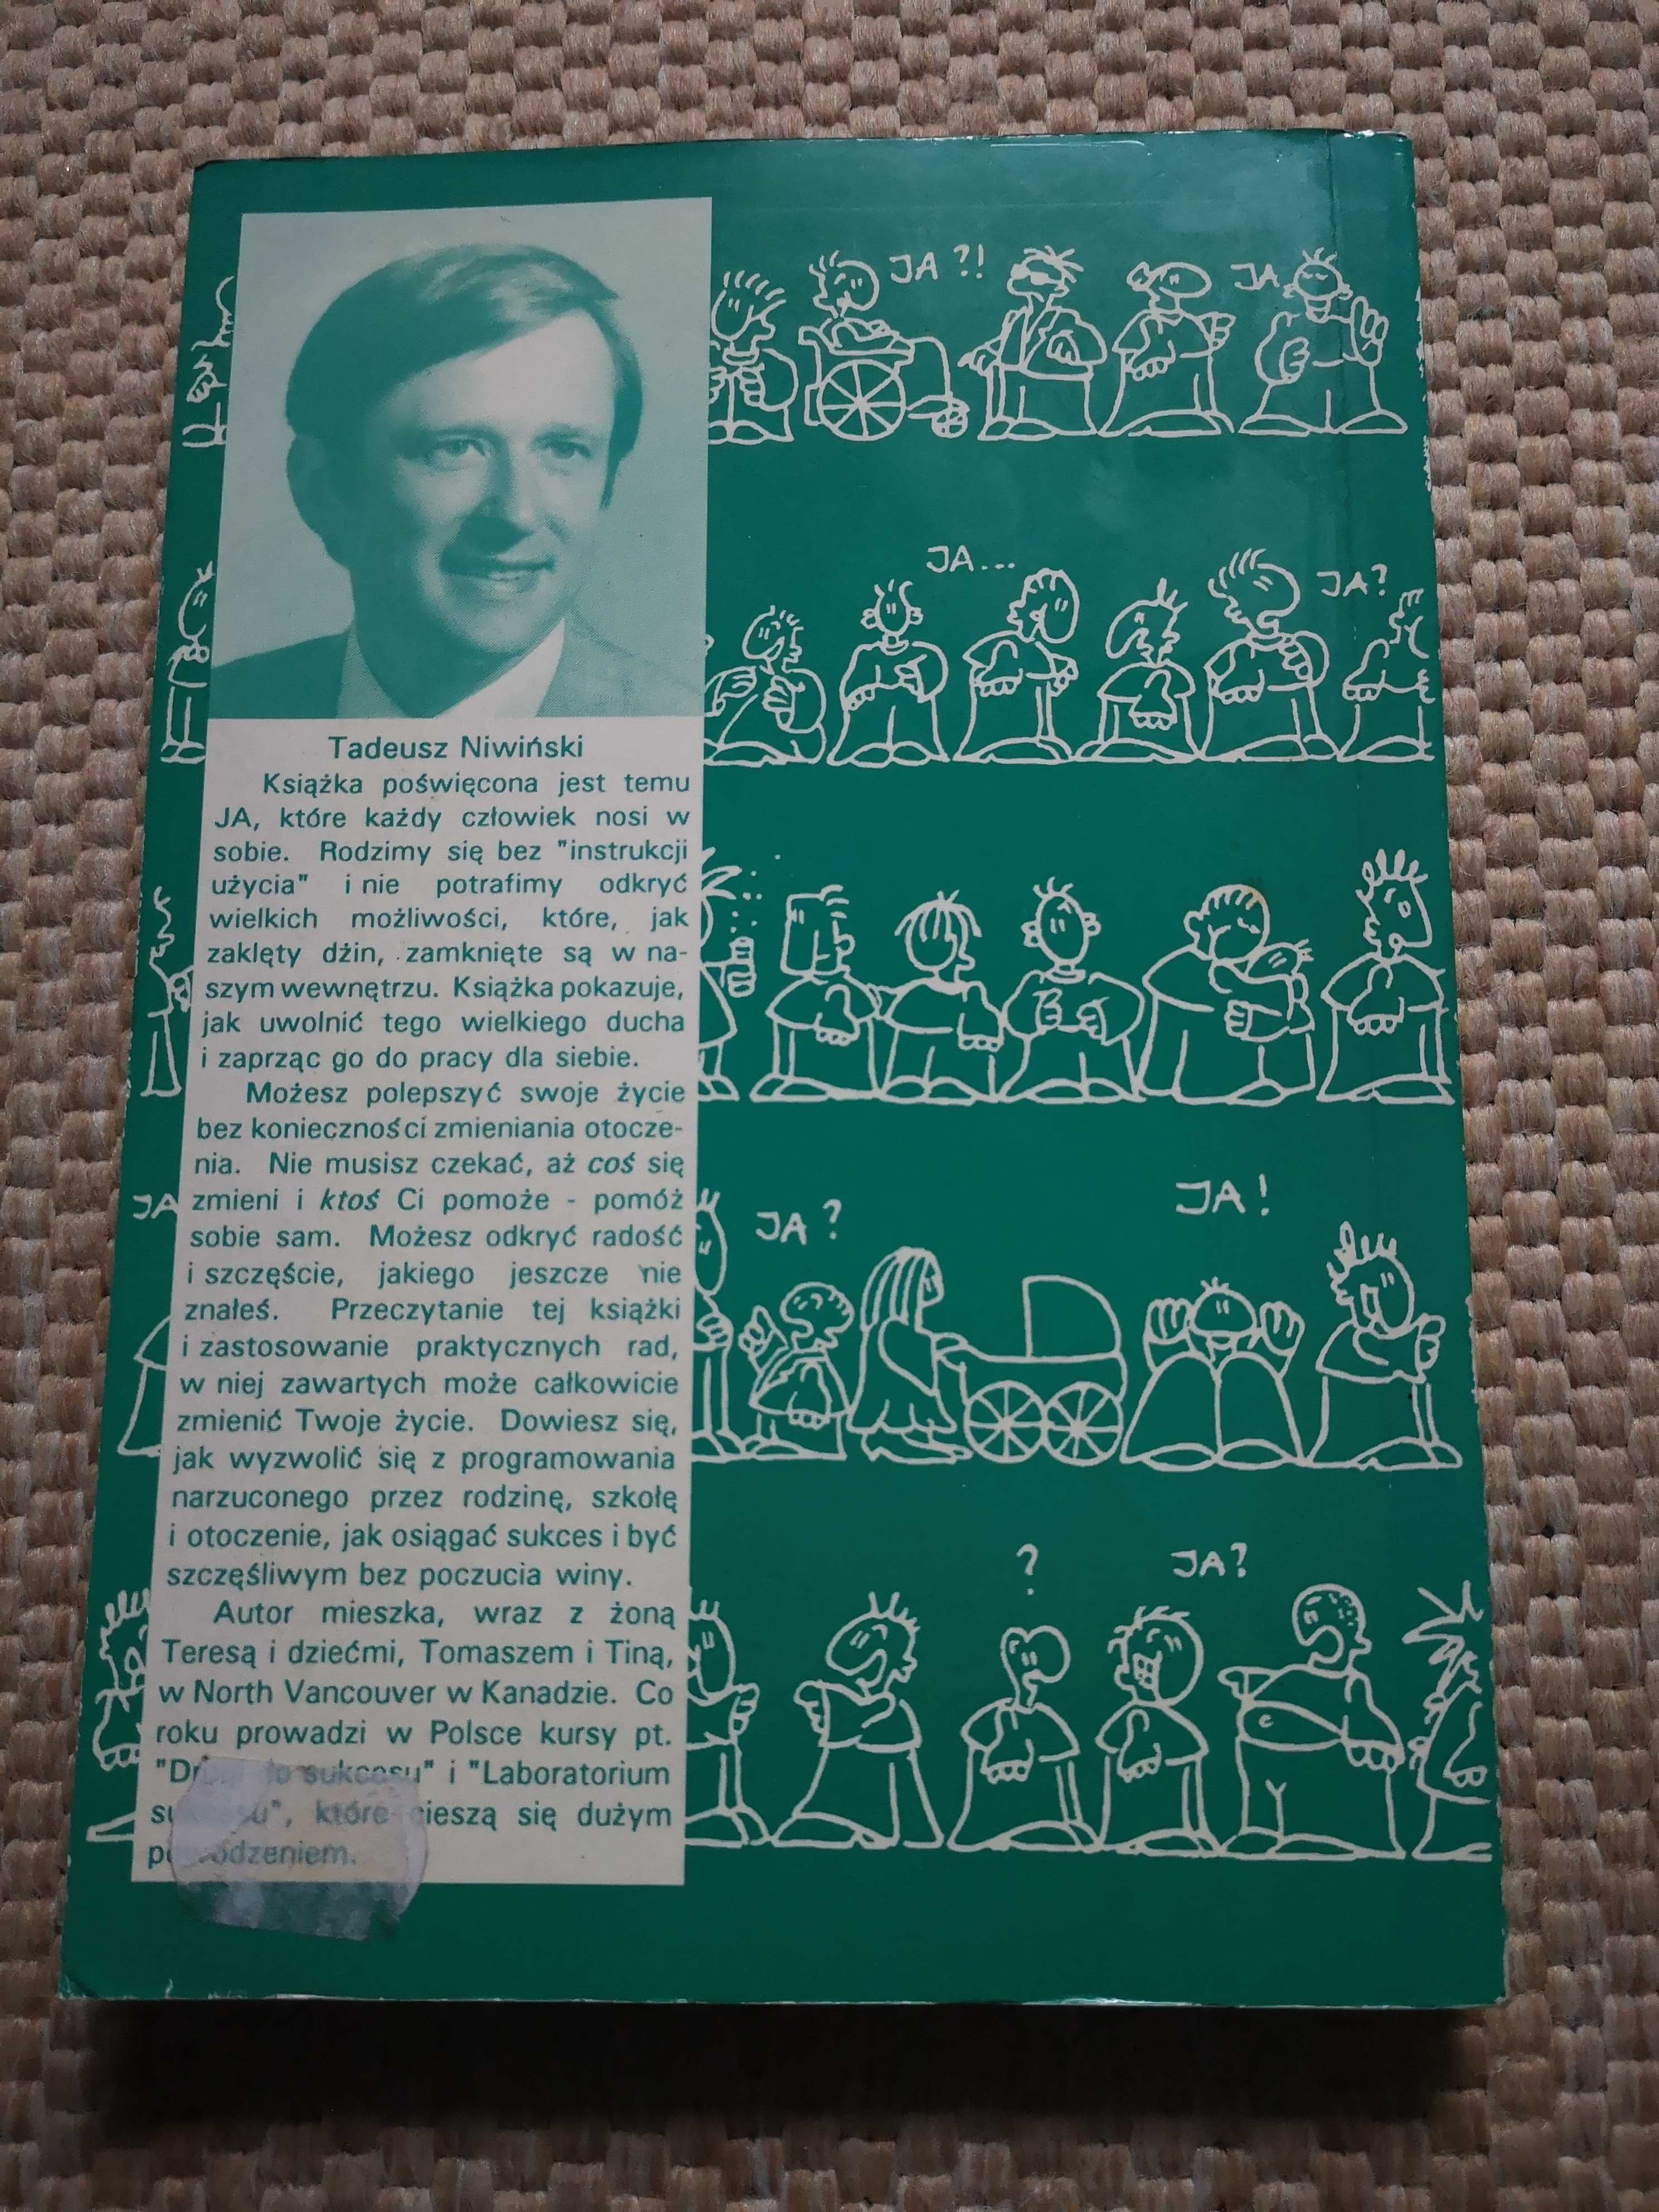 JA ?!
JA
JA...
JA?
Tadeusz Niwiński
Książka poświęcona jest temu
JA, które każdy człowiek nosi w
sobie. Rodzimy się bez "instrukcji
użycia" i nie potrafimy odkryć
wielkich możliwości, które, jak
zaklęty dżin, zamknięte są w na-
szym wewnętrzu. Książka pokazuje,
jak uwolnić tego wielkiego ducha
i zaprząc go do pracy dla siebie.
Możesz polepszyć swoje życie
bez konieczności zmieniania otocze-
nia. Nie musisz czekać, aż coś się
zmieni i ktoś Ci pomoże - pomóż
sobie sam. Możesz odkryć radość
i szczęście, jakiego jeszcze nie
znałeś. Przeczytanie tej książki
i zastosowanie praktycznych rad,
w niej zawartych może całkowicie
zmienić Twoje życie. Dowiesz się,
jak wyzwolić się z programowania
narzuconego przez rodzinę, szkołę
i otoczenie, jak osiągać sukces i być
szczęśliwym bez poczucia winy.
Autor mieszka, wraz z żoną
Teresą i dziećmi, Tomaszem i Tiną,
w North Vancouver w Kanadzie. Co
roku prowadzi w Polsce kursy pt.
do sukcesu" i "Laboratorium
które cieszą się dużym
JA
JA ?
JA !
?
JA?